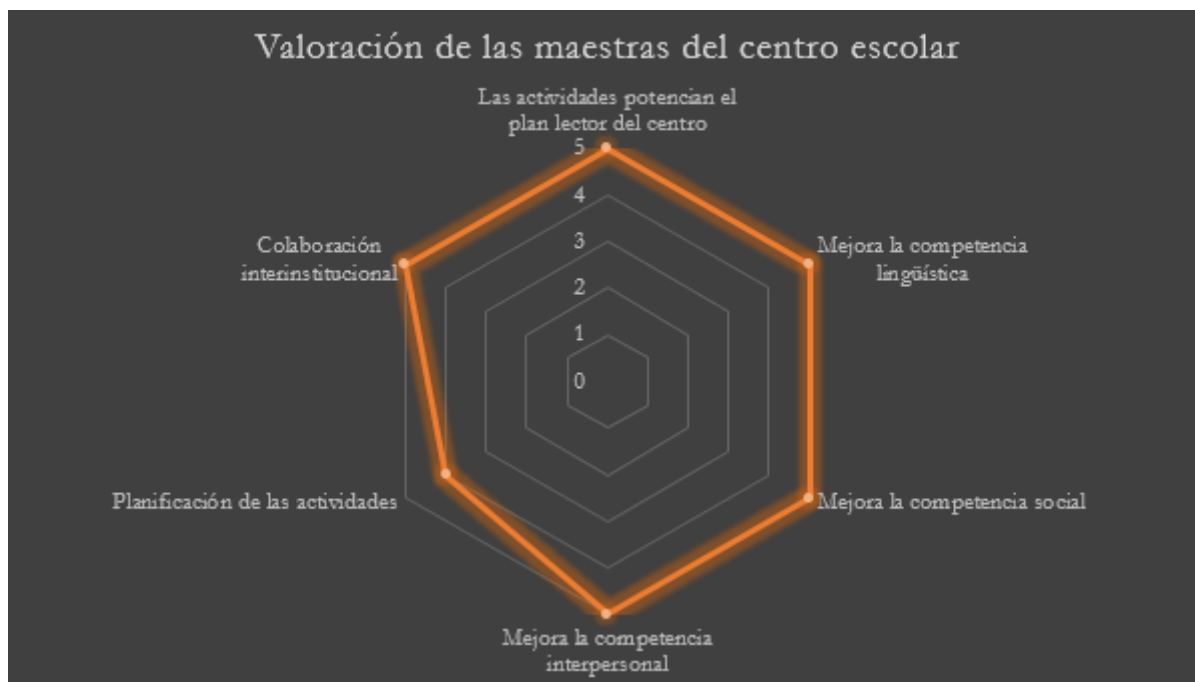 Valoración de las maestras del centro escolar
Las actividades potencian el
plan lector del centro
5
4
3
2
1
0
Mejora la competencia
lingüística
Mejora la competencia social
Mejora la competencia
interpersonal
Planificación de las actividades
Colaboración
interinstitucional